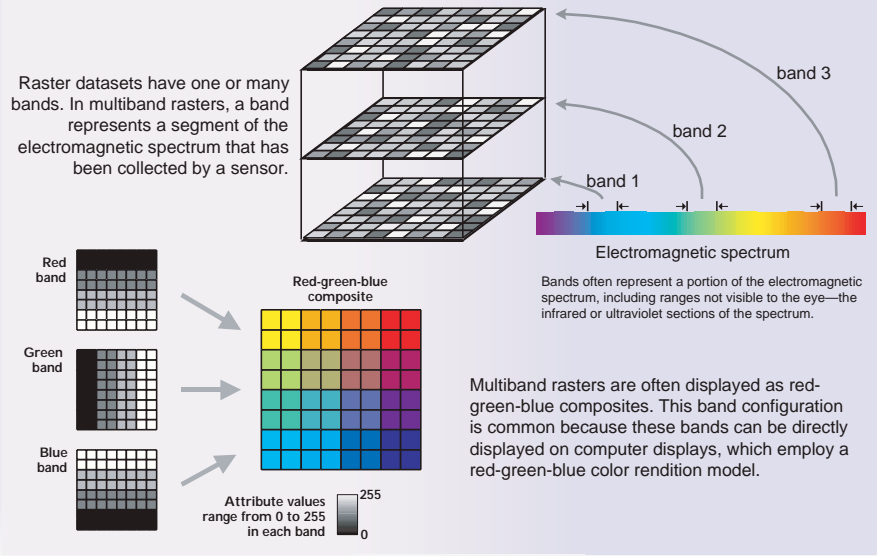 Raster datasets have one or many
bands. In multiband rasters, a band
represents a segment of the
electromagnetic spectrum that has
been collected by a sensor.
band 3
band 2
band 1
Electromagnetic spectrum
Bands often represent a portion of the electromagnetic
spectrum, including ranges not visible to the eye—the
infrared or ultraviolet sections of the spectrum.
Red
band
Green
band
Blue
band
Red-green-blue
composite
Attribute values
range from 0 to 255
in each band
255
0
Multiband rasters are often displayed as red-
green-blue composites. This band configuration
is common because these bands can be directly
displayed on computer displays, which employ a
red-green-blue color rendition model.